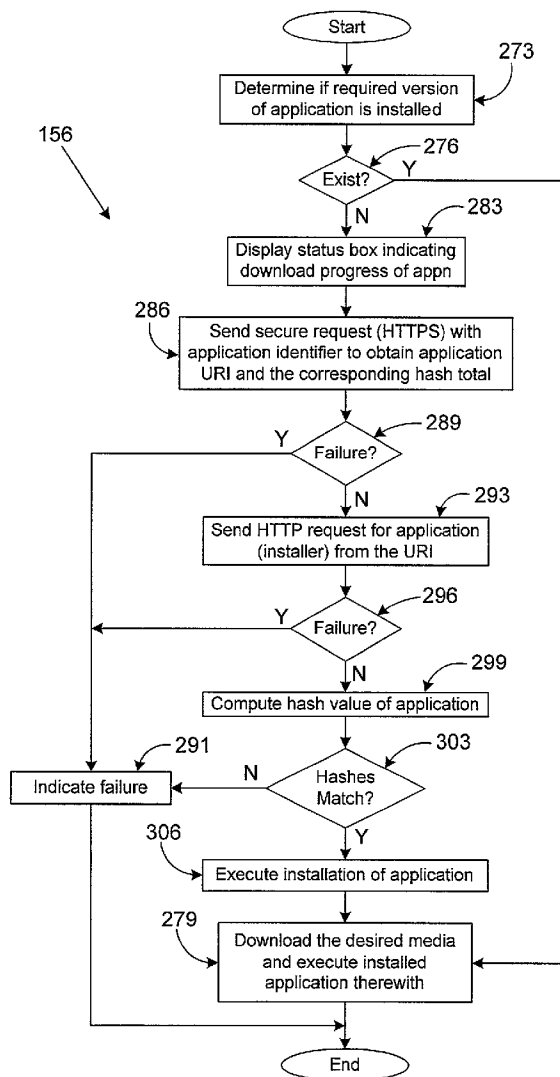 Start
273
Determine if required version
of application is installed
156
276
Exist?
Y
N
283
Display status box indicating
download progress of appn
286
Send secure request (HTTPS) with
application identifier to obtain application
URI and the corresponding hash total
289
Y
Failure?
N
293
Send HTTP request for application
(installer) from the URI
296
Y
Failure?
N
299
Compute hash value of application
303
291
Indicate failure
N
Hashes
Match?
Y
306
Execute installation of application
279
Download the desired media
and execute installed
application therewith
End